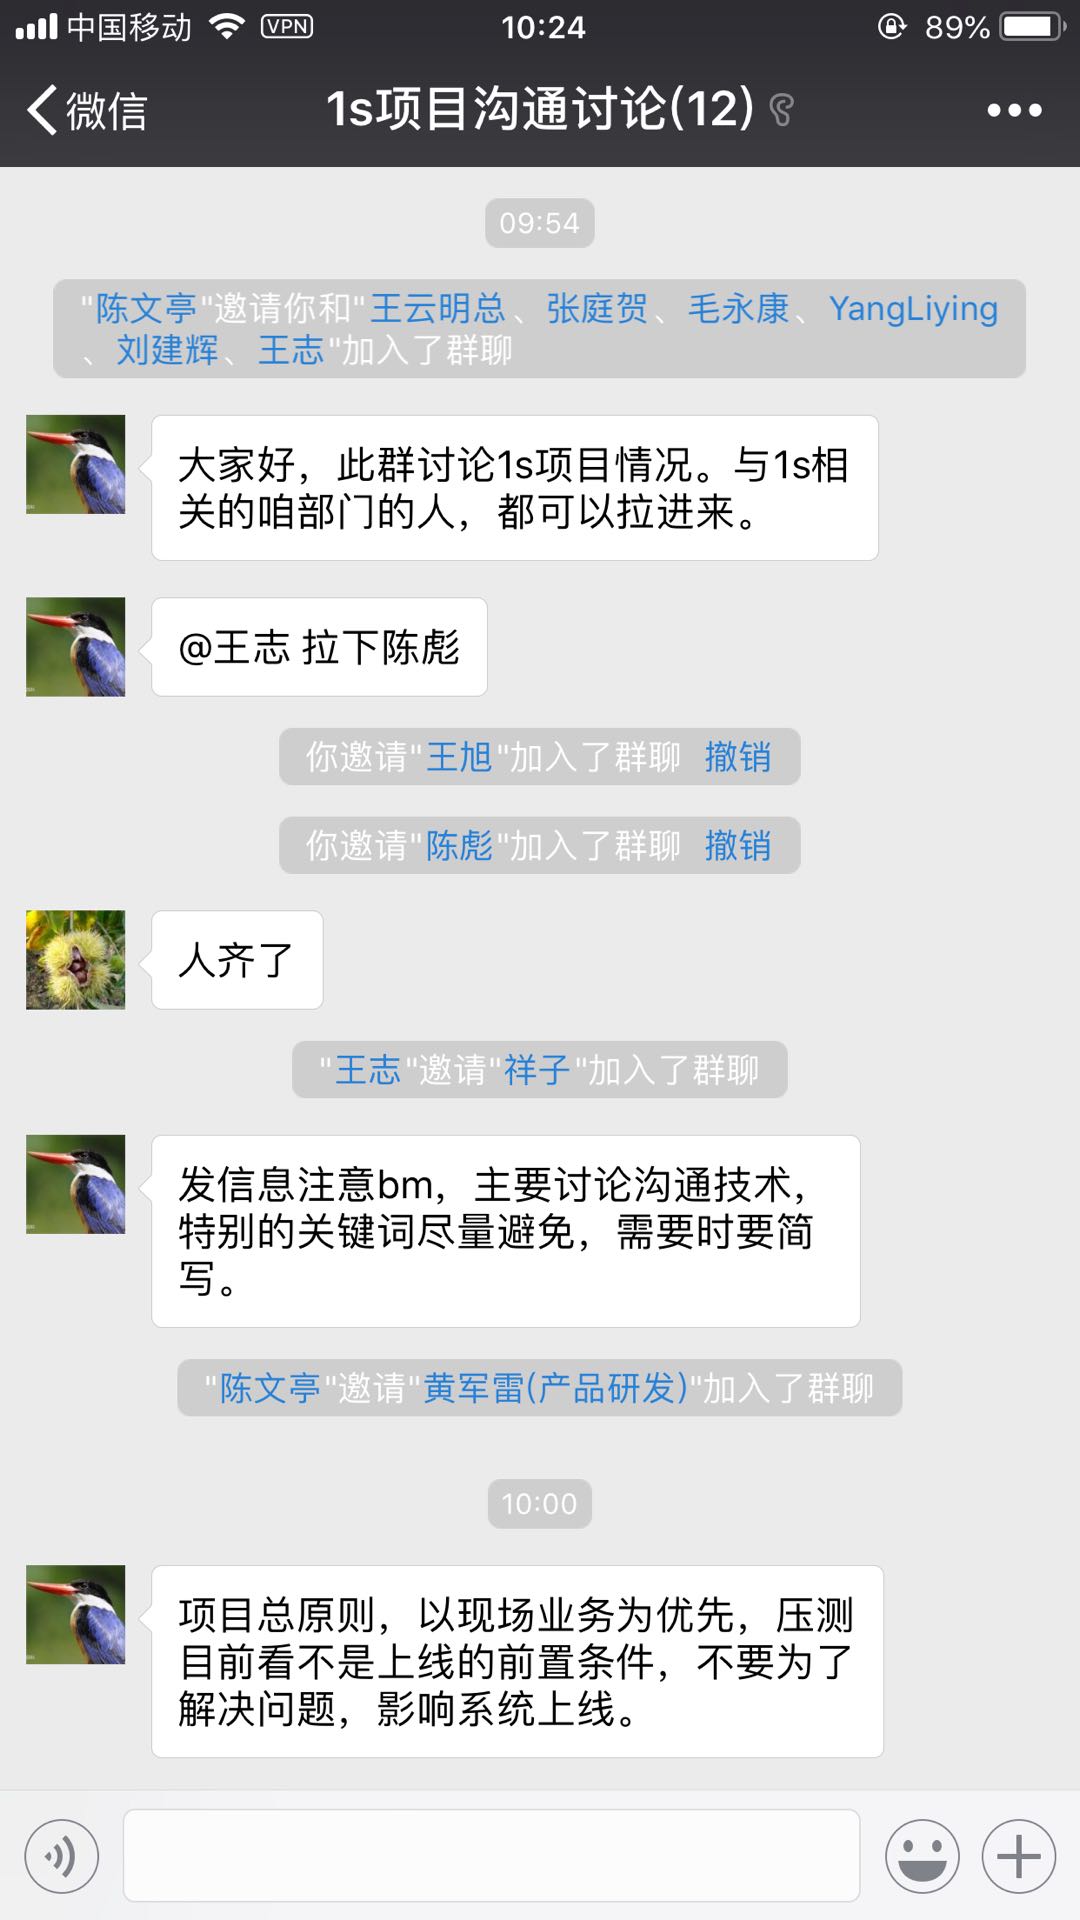 中国移动 VPN 10:24 89%
微信 1s项目沟通讨论(12)
09:54
"陈文亭"邀请你和"王云明总、张庭贺、毛永康、YangLiying
、刘建辉、王志"加入了群聊
大家好，此群讨论1s项目情况。与1s相
关的咱部门的人，都可以拉进来。
@王志 拉下陈彪
你邀请"王旭"加入了群聊 撤销
你邀请"陈彪"加入了群聊 撤销
人齐了
"王志"邀请"祥子"加入了群聊
发信息注意bm，主要讨论沟通技术，
特别的关键词尽量避免，需要时要简
写。
"陈文亭"邀请"黄军雷(产品研发)"加入了群聊
10:00
项目总原则，以现场业务为优先，压测
目前看不是上线的前置条件，不要为了
解决问题，影响系统上线。